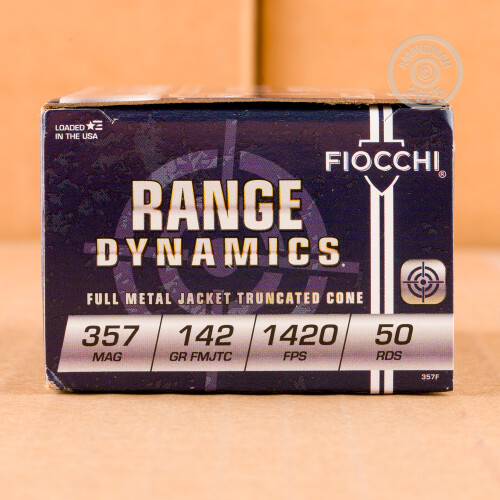 LOADED
IN THE USA
FIOCCHI®
RANGE
DYNAMICS
FULL METAL JACKET TRUNCATED CONE
357 142 1420 50
MAG GR FMJTC FPS RDS
357F